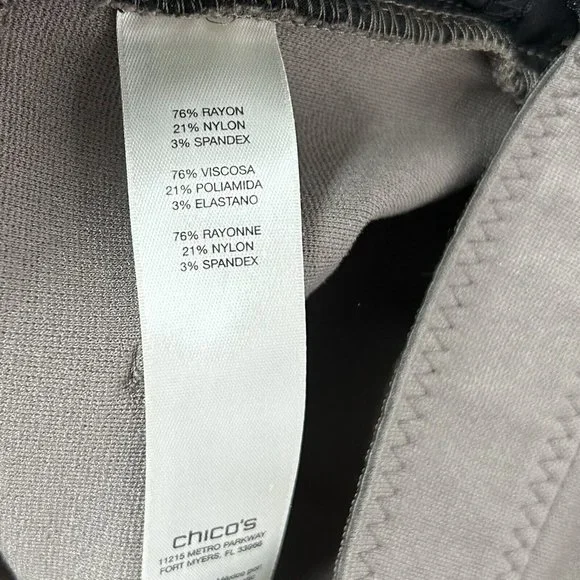 76% RAYON
21% NYLON
3% SPANDEX
76% VISCOSA
21% POLIAMIDA
3% ELASTANO
76% RAYONNE
21% NYLON
3% SPANDEX
chico's
11215 METRO PARKWAY
FORT MYERS, FL 33966